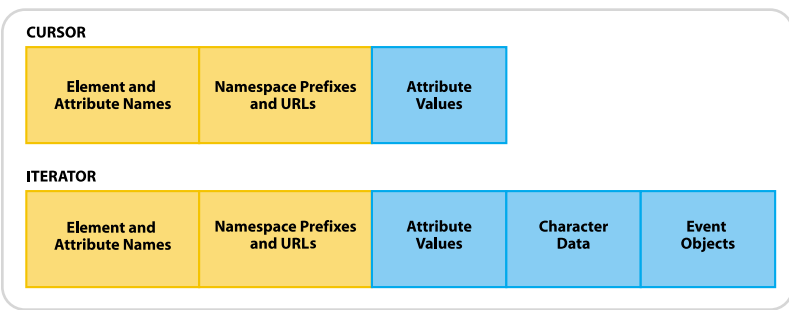 CURSOR
Element and
Attribute Names
Namespace Prefixes
and URLs
Attribute
Values
ITERATOR
Element and
Attribute Names
Namespace Prefixes
and URLs
Attribute
Values
Character
Data
Event
Objects